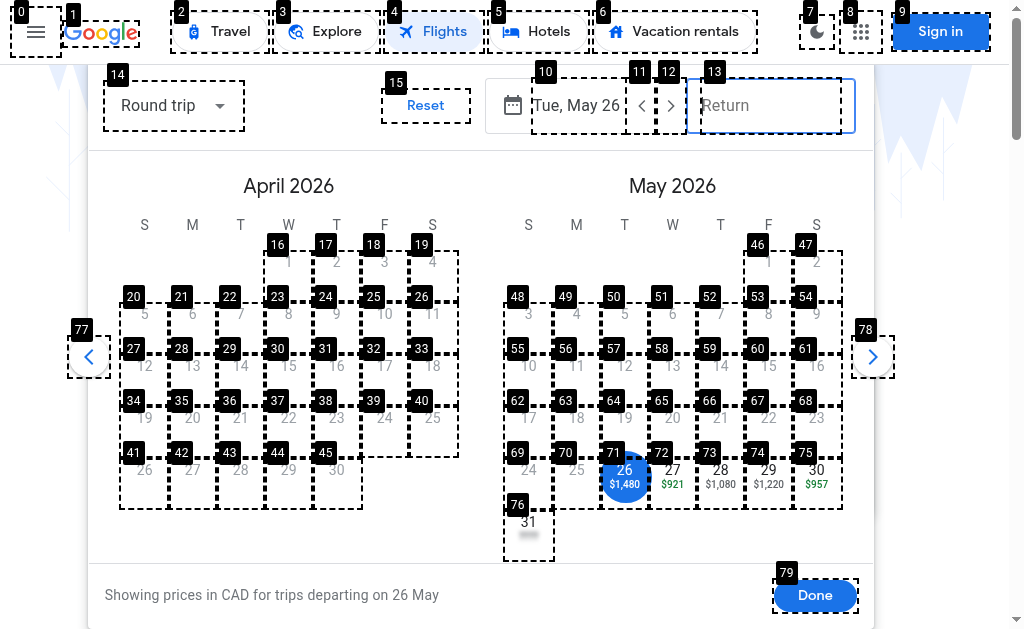 Google
Travel
Explore
Flights
Hotels
Vacation rentals
Sign in
0
1
2
3
4
5
6
7
8
9
Round trip
Reset
Tue, May 26
Return
14
15
10
11
12
13
April 2026
May 2026
S M T W T F S
S M T W T F S
16 17 18 19
46 47
1 2 3 4
1 2
20 21 22 23 24 25 26
48 49 50 51 52 53 54
5 6 7 8 9 10 11
3 4 5 6 7 8 9
77
78
27 28 29 30 31 32 33
55 56 57 58 59 60 61
12 13 14 15 16 17 18
10 11 12 13 14 15 16
34 35 36 37 38 39 40
62 63 64 65 66 67 68
19 20 21 22 23 24 25
17 18 19 20 21 22 23
41 42 43 44 45
69 70 71 72 73 74 75
26 27 28 29 30
24 25 26 27 28 29 30
$1,480 $921 $1,080 $1,220 $957
76
31
79
Showing prices in CAD for trips departing on 26 May
Done